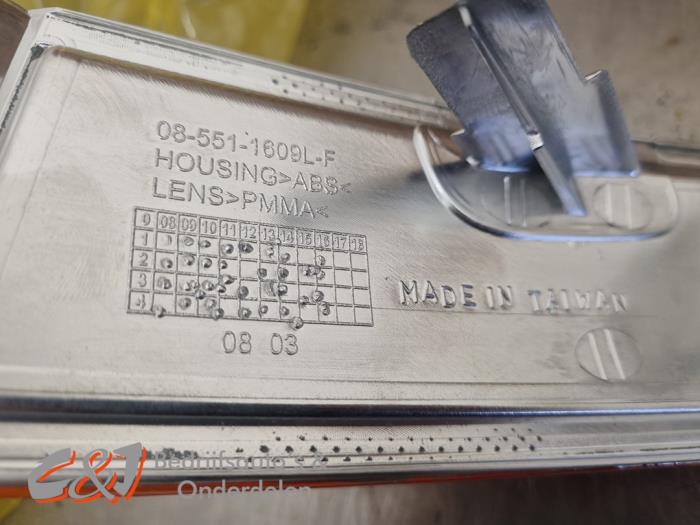 08-551-1609L-F
HOUSING>ABS<
LENS>PMMA<
0 08 09 10 11 12 13 14 15 16 17 18
1
2
3
4
MADE IN TAIWAN
08 03
C&J Bedrijfsauto's &
Onderdelen